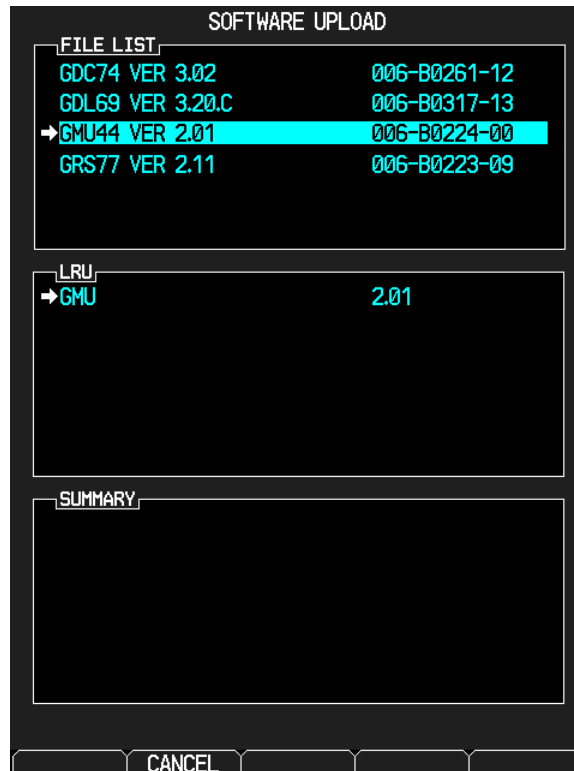 SOFTWARE UPLOAD
FILE LIST
GDC74 VER 3.02 006-B0261-12
GDL69 VER 3.20.C 006-B0317-13
GMU44 VER 2.01 006-B0224-00
GRS77 VER 2.11 006-B0223-09
LRU
GMU 2.01
SUMMARY
CANCEL